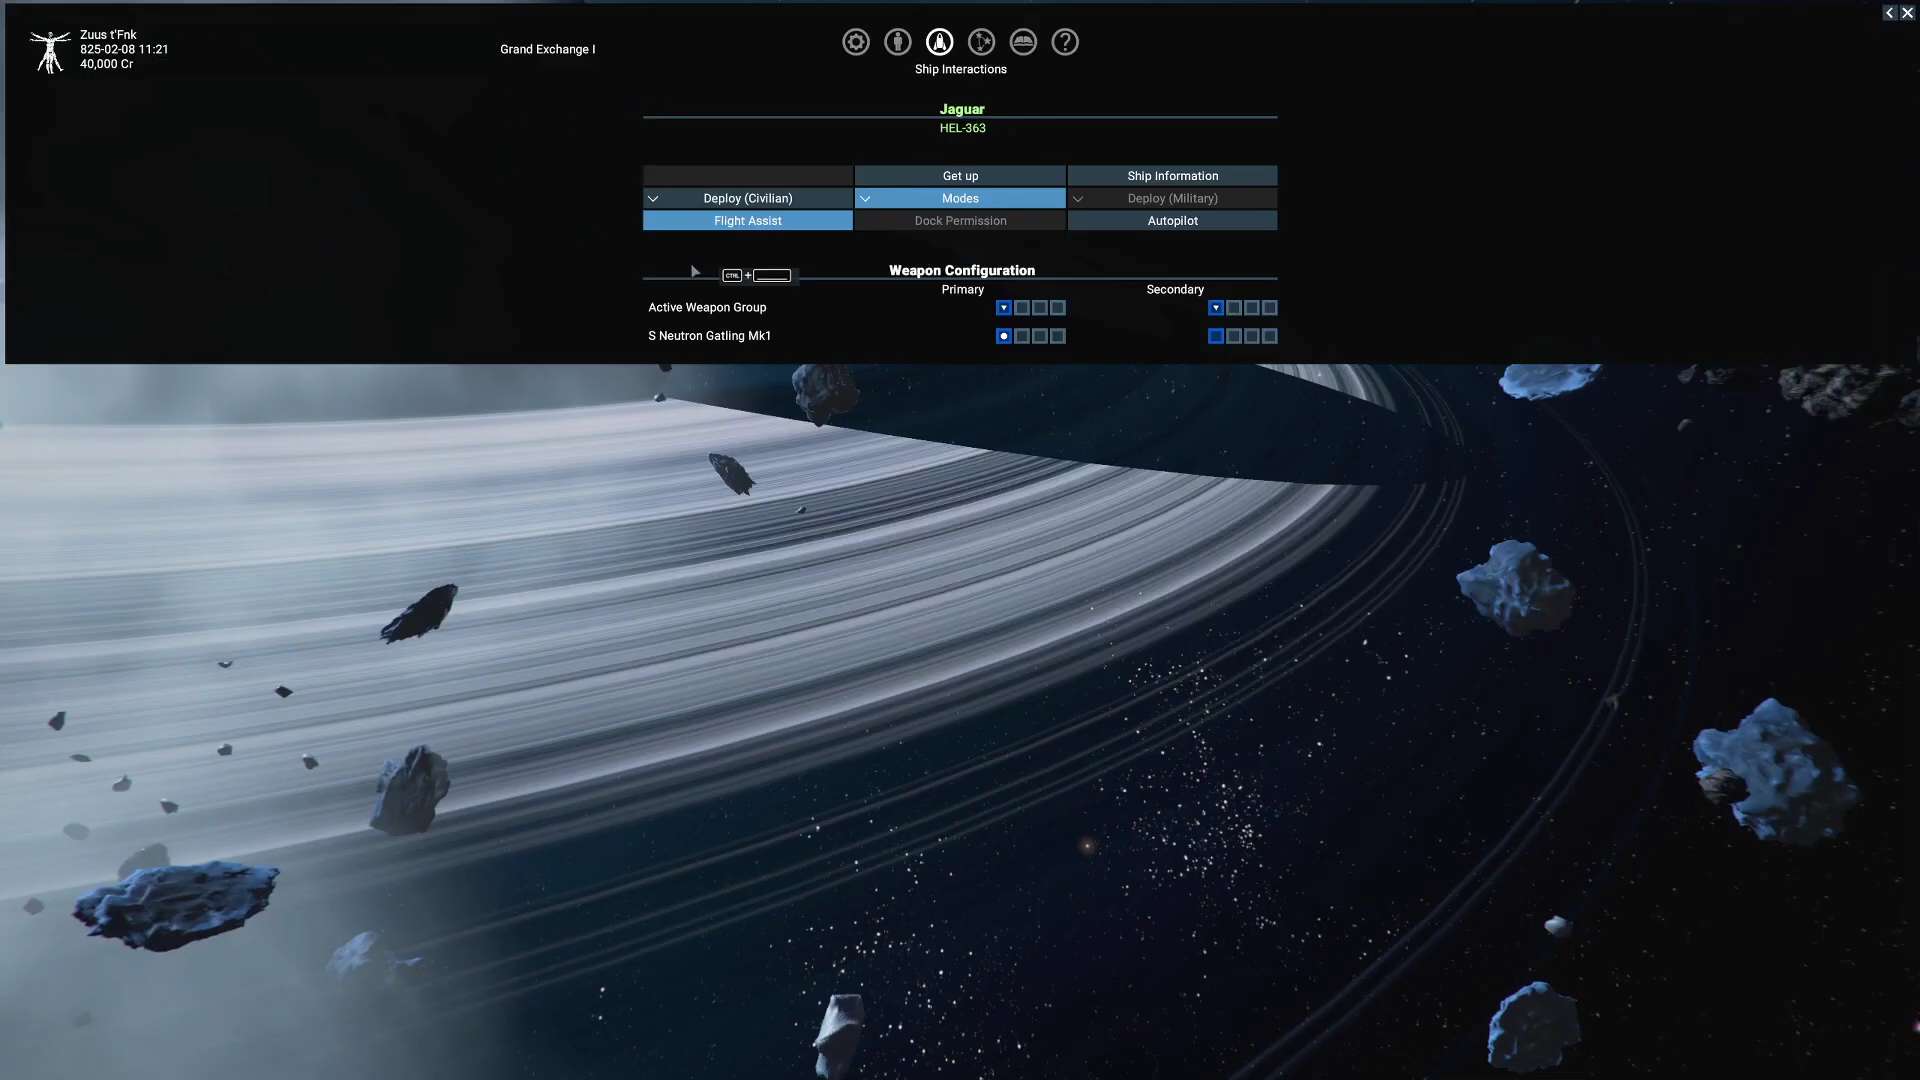 Zuus t'Fnk
825-02-08 11:21
40,000 Cr
Grand Exchange I
?
Ship Interactions
Jaguar
HEL-363
Get up
Ship Information
Deploy (Civilian)
Modes
Deploy (Military)
Flight Assist
Dock Permission
Autopilot
CTRL +
Weapon Configuration
Primary
Secondary
Active Weapon Group
S Neutron Gatling Mk1